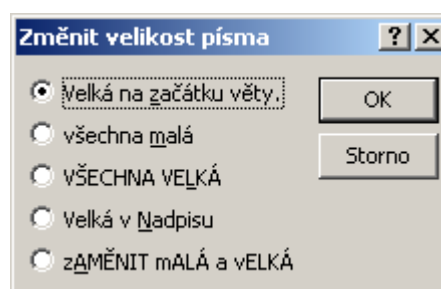 Změnit velikost písma
Velká na začátku věty.
všechna malá
VŠECHNA VELKÁ
Velká v Nadpisu
zAMĚNIT mALÁ a vELKÁ
OK
Storno